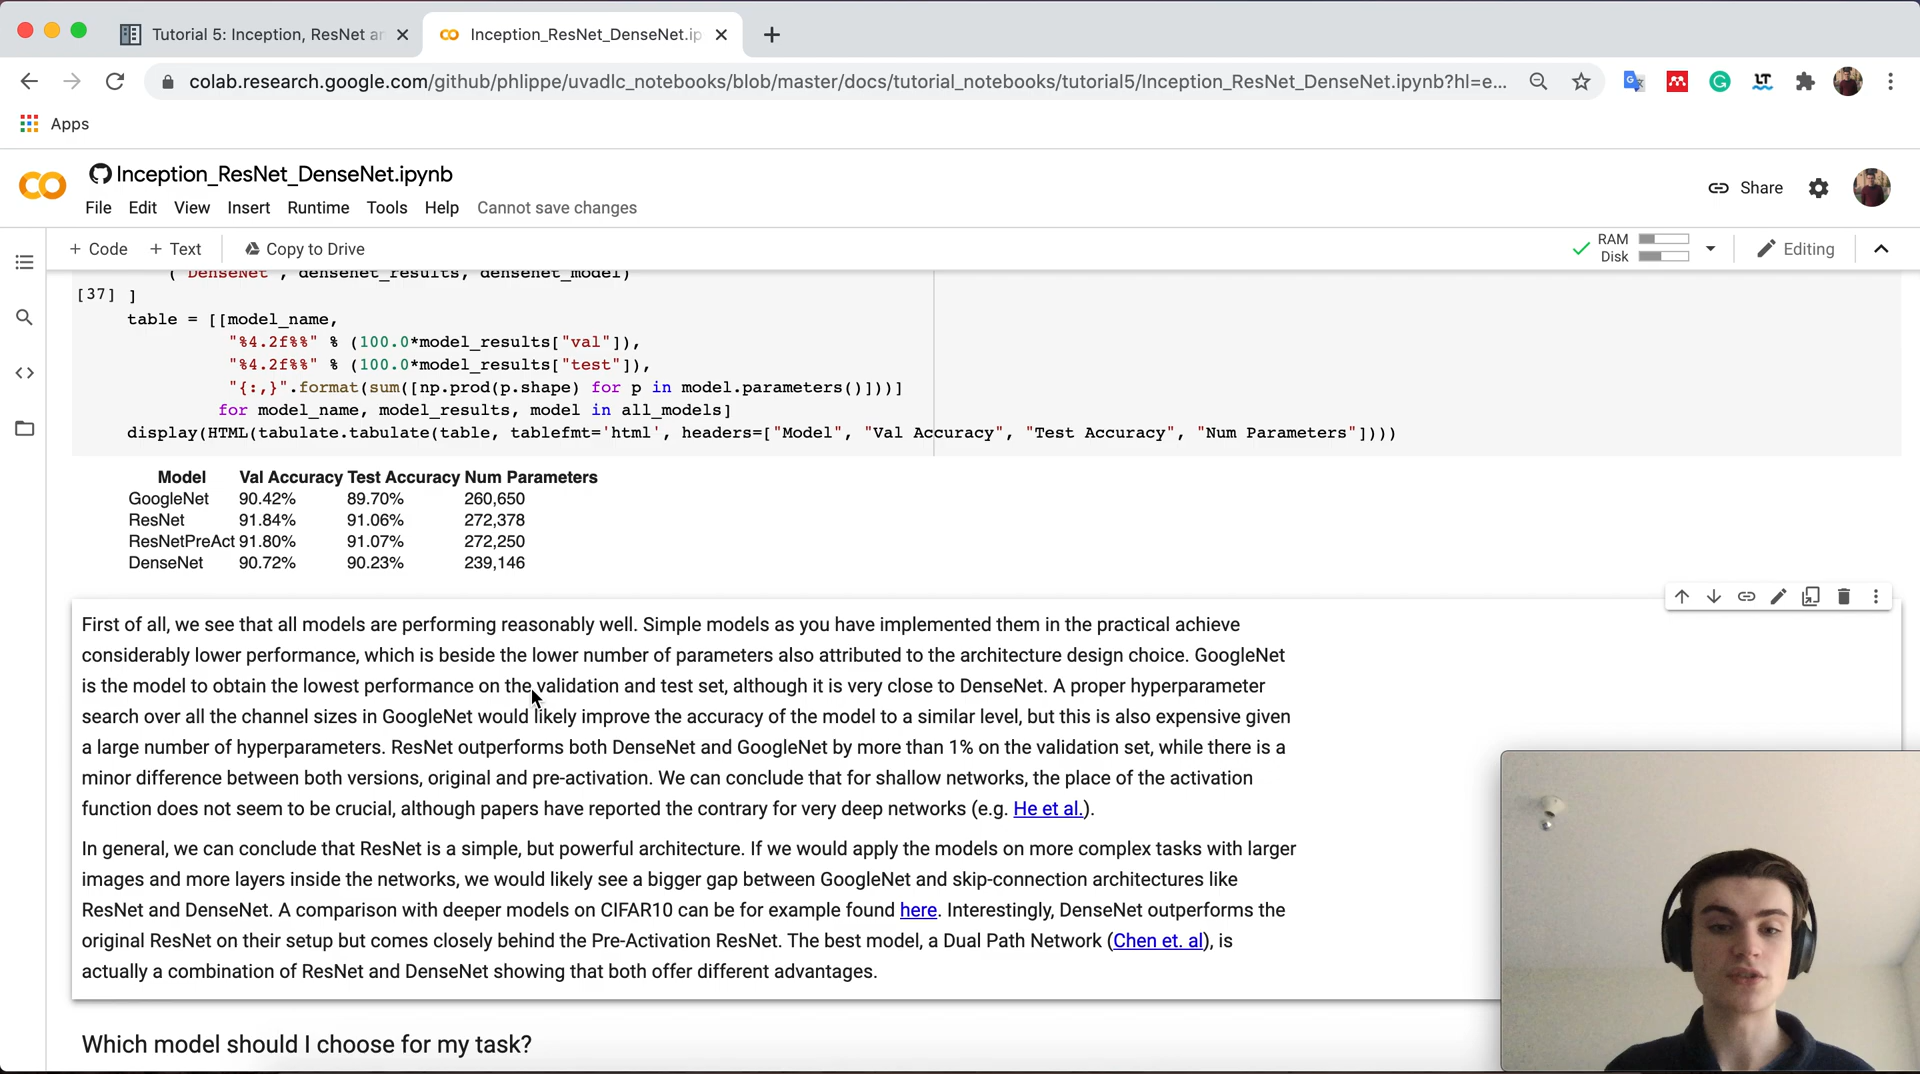 Tutorial 5: Inception, ResNet an
Inception_ResNet_DenseNet.ip
colab.research.google.com/github/phlippe/uvadlc_notebooks/blob/master/docs/tutorial_notebooks/tutorial5/Inception_ResNet_DenseNet.ipynb?hl=e...
Apps
Inception_ResNet_DenseNet.ipynb
Share
File Edit View Insert Runtime Tools Help Cannot save changes
+ Code + Text Copy to Drive
RAM
Disk
Editing
("DenseNet", densenet_results, densenet_model)
[37] ]
table = [[model_name,
"%4.2f%%" % (100.0*model_results["val"]),
"%4.2f%%" % (100.0*model_results["test"]),
"{:,}".format(sum([np.prod(p.shape) for p in model.parameters()]))]
for model_name, model_results, model in all_models]
display(HTML(tabulate.tabulate(table, tablefmt='html', headers=["Model", "Val Accuracy", "Test Accuracy", "Num Parameters"])))
Model Val Accuracy Test Accuracy Num Parameters
GoogleNet 90.42% 89.70% 260,650
ResNet 91.84% 91.06% 272,378
ResNetPreAct 91.80% 91.07% 272,250
DenseNet 90.72% 90.23% 239,146
First of all, we see that all models are performing reasonably well. Simple models as you have implemented them in the practical achieve
considerably lower performance, which is beside the lower number of parameters also attributed to the architecture design choice. GoogleNet
is the model to obtain the lowest performance on the validation and test set, although it is very close to DenseNet. A proper hyperparameter
search over all the channel sizes in GoogleNet would likely improve the accuracy of the model to a similar level, but this is also expensive given
a large number of hyperparameters. ResNet outperforms both DenseNet and GoogleNet by more than 1% on the validation set, while there is a
minor difference between both versions, original and pre-activation. We can conclude that for shallow networks, the place of the activation
function does not seem to be crucial, although papers have reported the contrary for very deep networks (e.g. He et al.).
In general, we can conclude that ResNet is a simple, but powerful architecture. If we would apply the models on more complex tasks with larger
images and more layers inside the networks, we would likely see a bigger gap between GoogleNet and skip-connection architectures like
ResNet and DenseNet. A comparison with deeper models on CIFAR10 can be for example found here. Interestingly, DenseNet outperforms the
original ResNet on their setup but comes closely behind the Pre-Activation ResNet. The best model, a Dual Path Network (Chen et. al), is
actually a combination of ResNet and DenseNet showing that both offer different advantages.
Which model should I choose for my task?